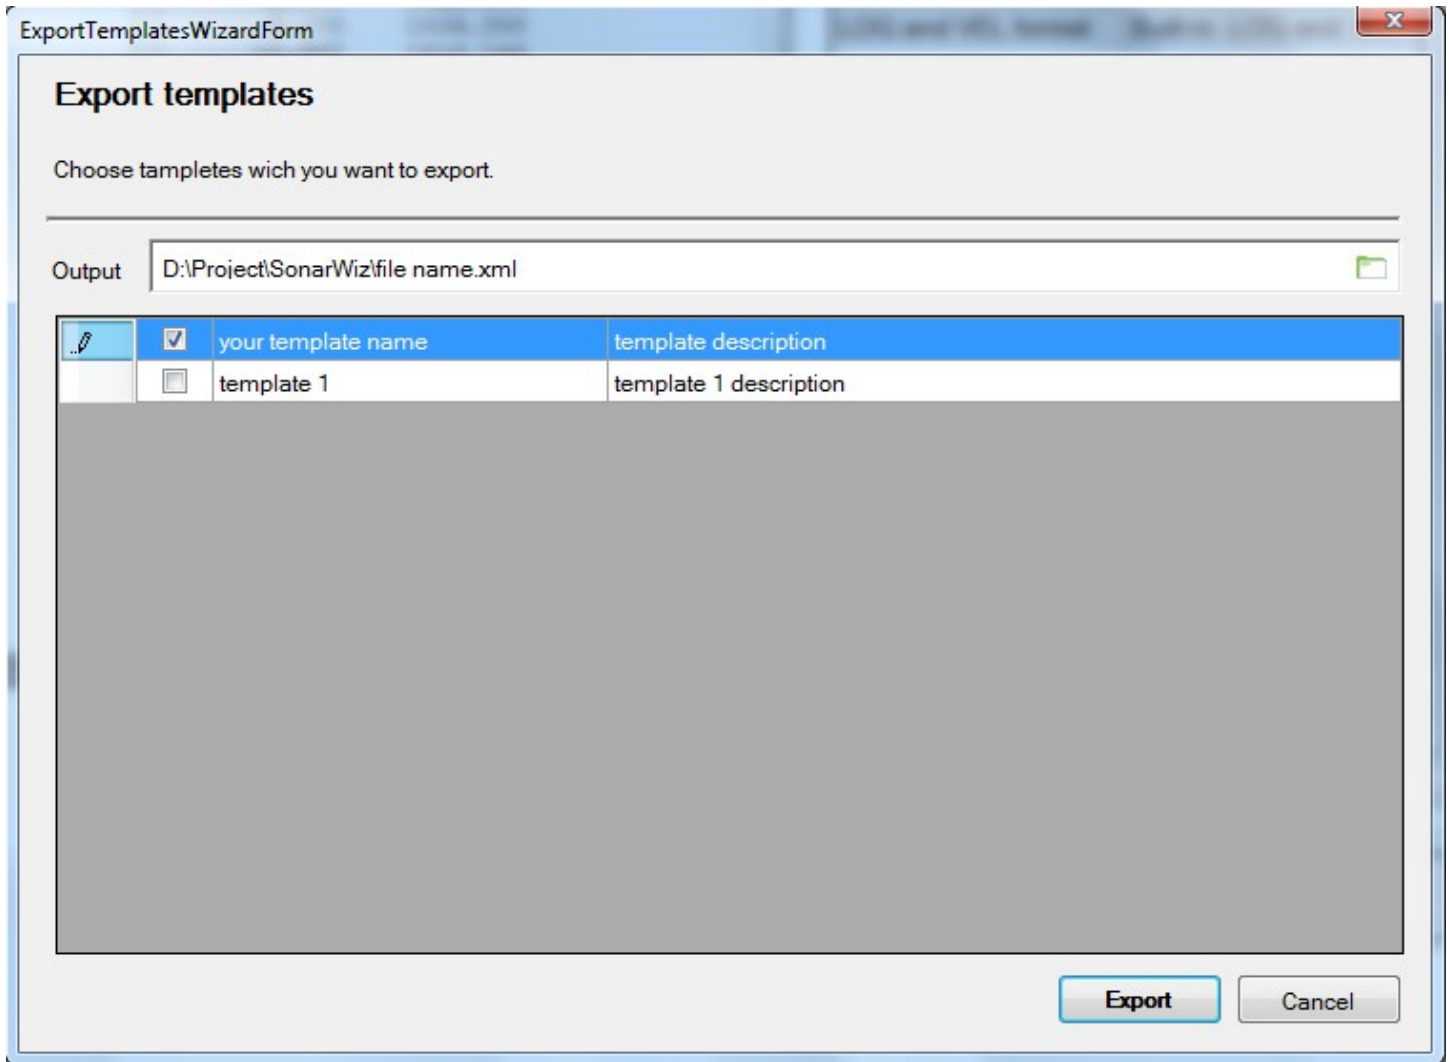 ExportTemplatesWizardForm
Export templates
Choose tampletes wich you want to export.
Output D:\Project\SonarWiz\file name.xml
your template name template description
template 1 template 1 description
Export Cancel